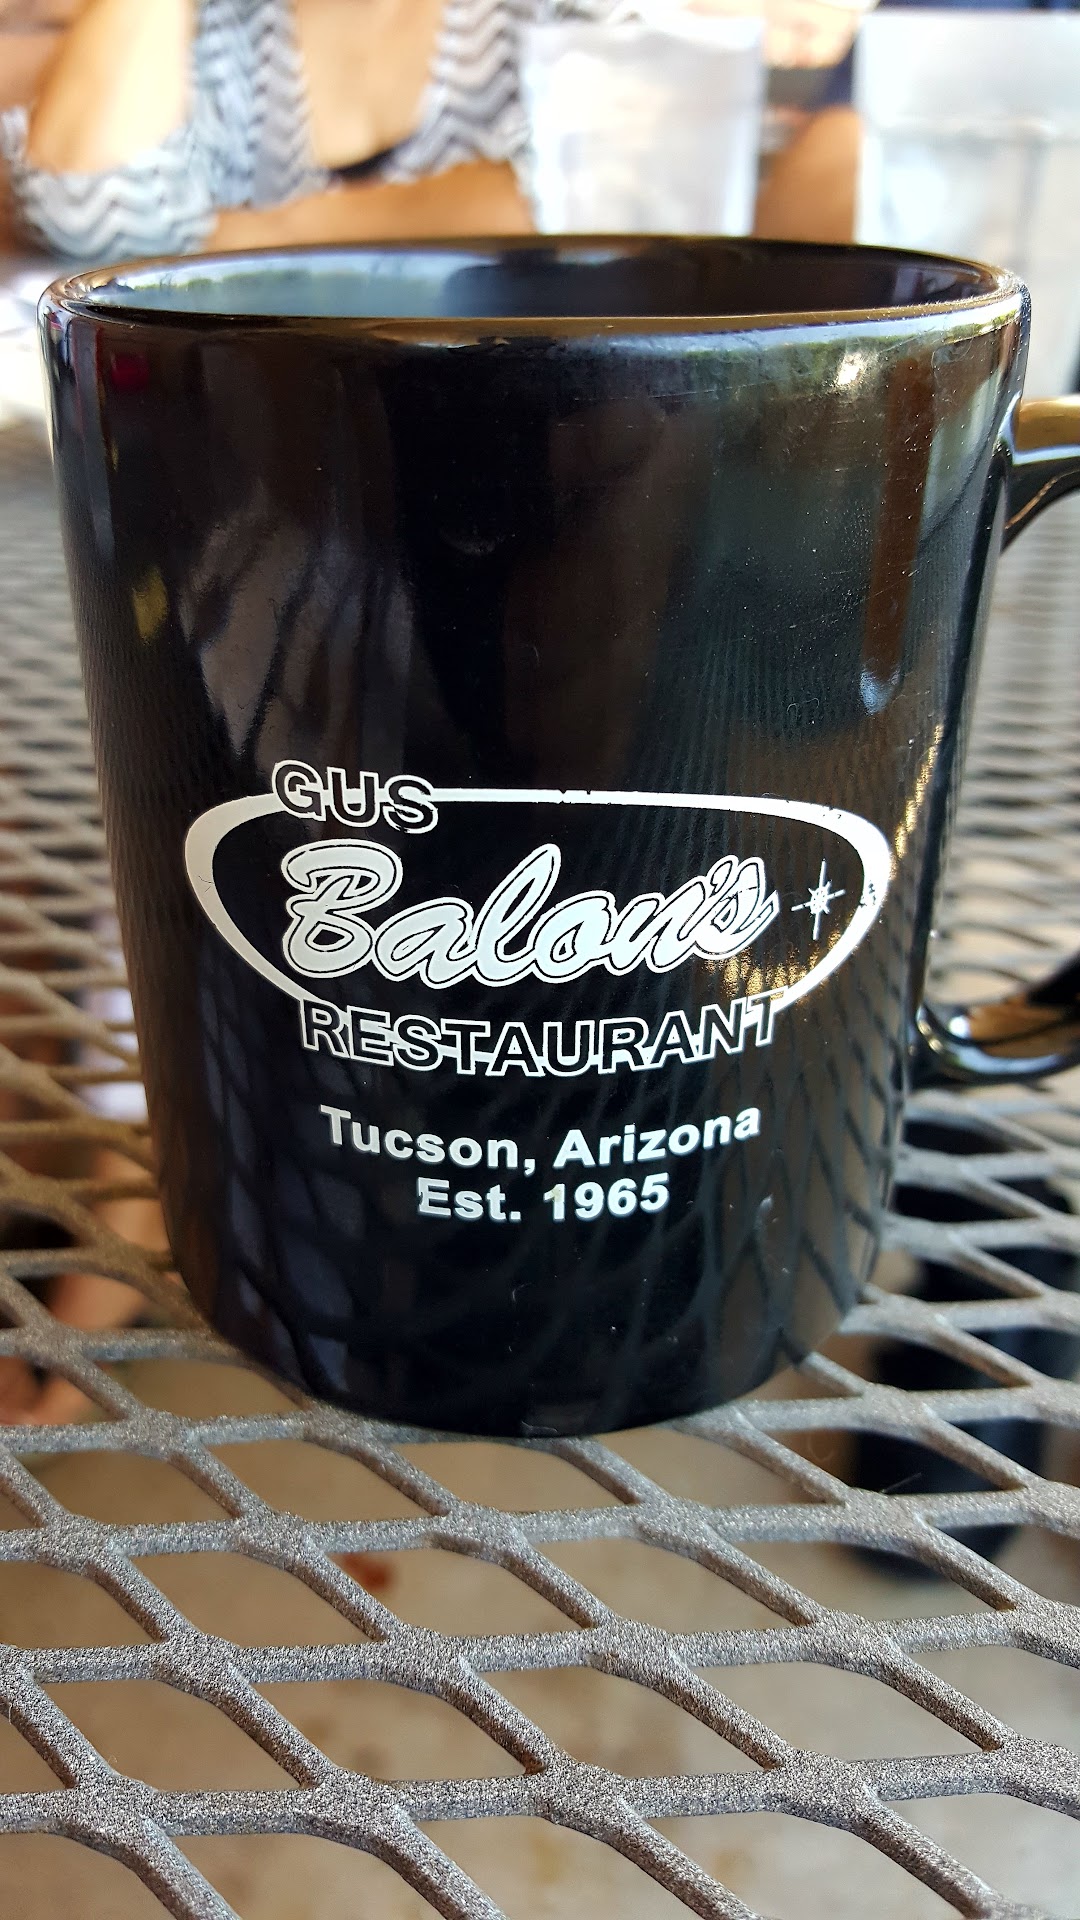 GUS
Balon's
RESTAURANT
Tucson, Arizona
Est. 1965